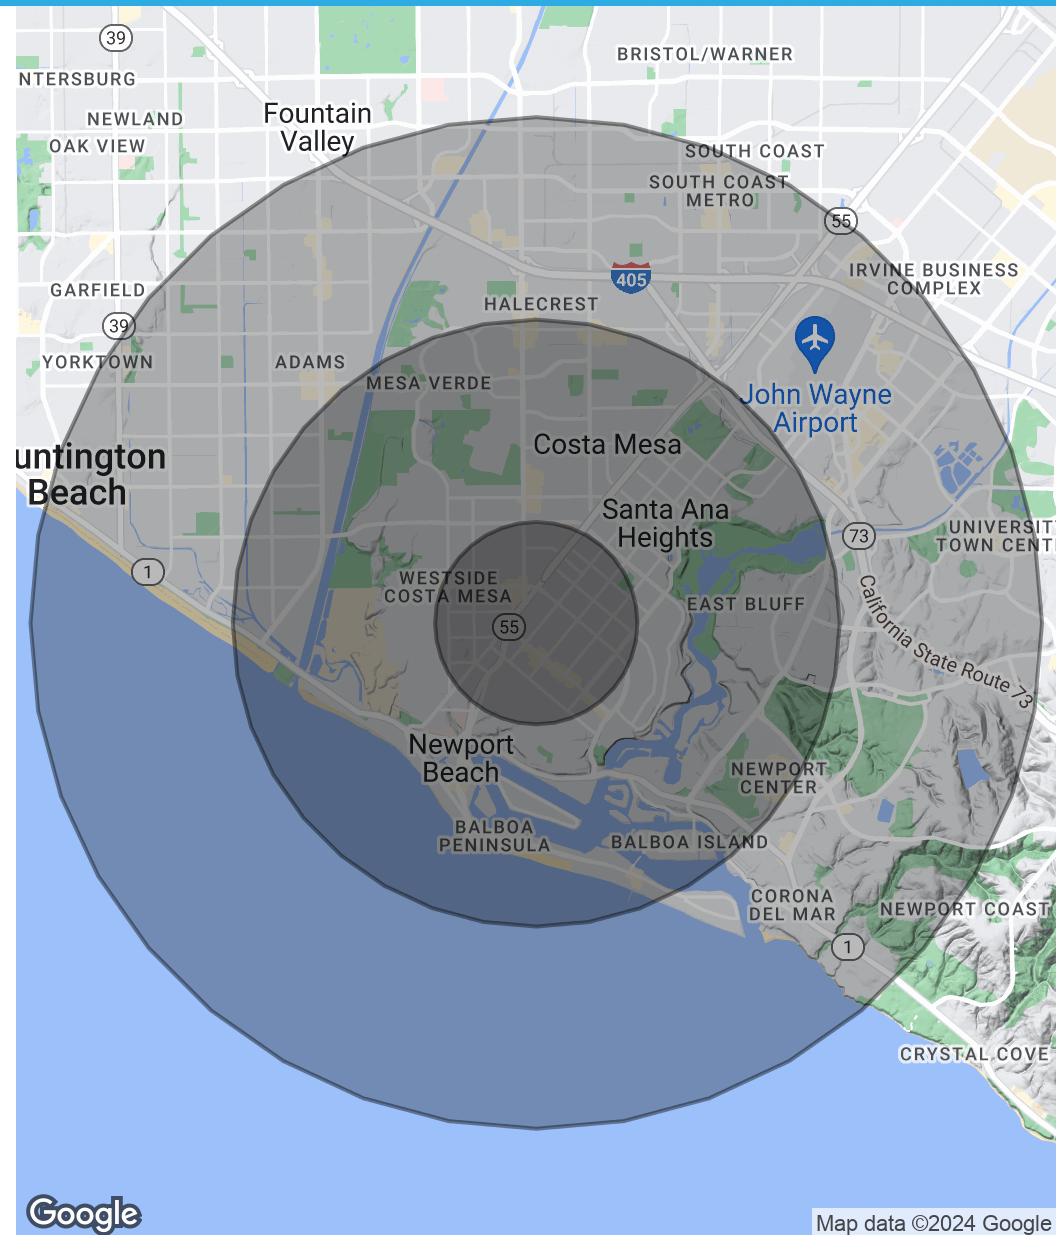 39
BRISTOL/WARNER
NTERSBURG
NEWLAND
Fountain
Valley
OAK VIEW
SOUTH COAST
SOUTH COAST
METRO
55
IRVINE BUSINESS
COMPLEX
405
GARFIELD
HALECREST
39
YORKTOWN
ADAMS
MESA VERDE
John Wayne
Airport
Costa Mesa
untington
Beach
Santa Ana
Heights
73
UNIVERSIT
TOWN CENT
1
WESTSIDE
COSTA MESA
EAST BLUFF
55
California State Route 73
Newport
Beach
NEWPORT
CENTER
BALBOA
PENINSULA
BALBOA ISLAND
CORONA
DEL MAR
NEWPORT COAST
1
CRYSTAL COVE
Google
Map data ©2024 Google